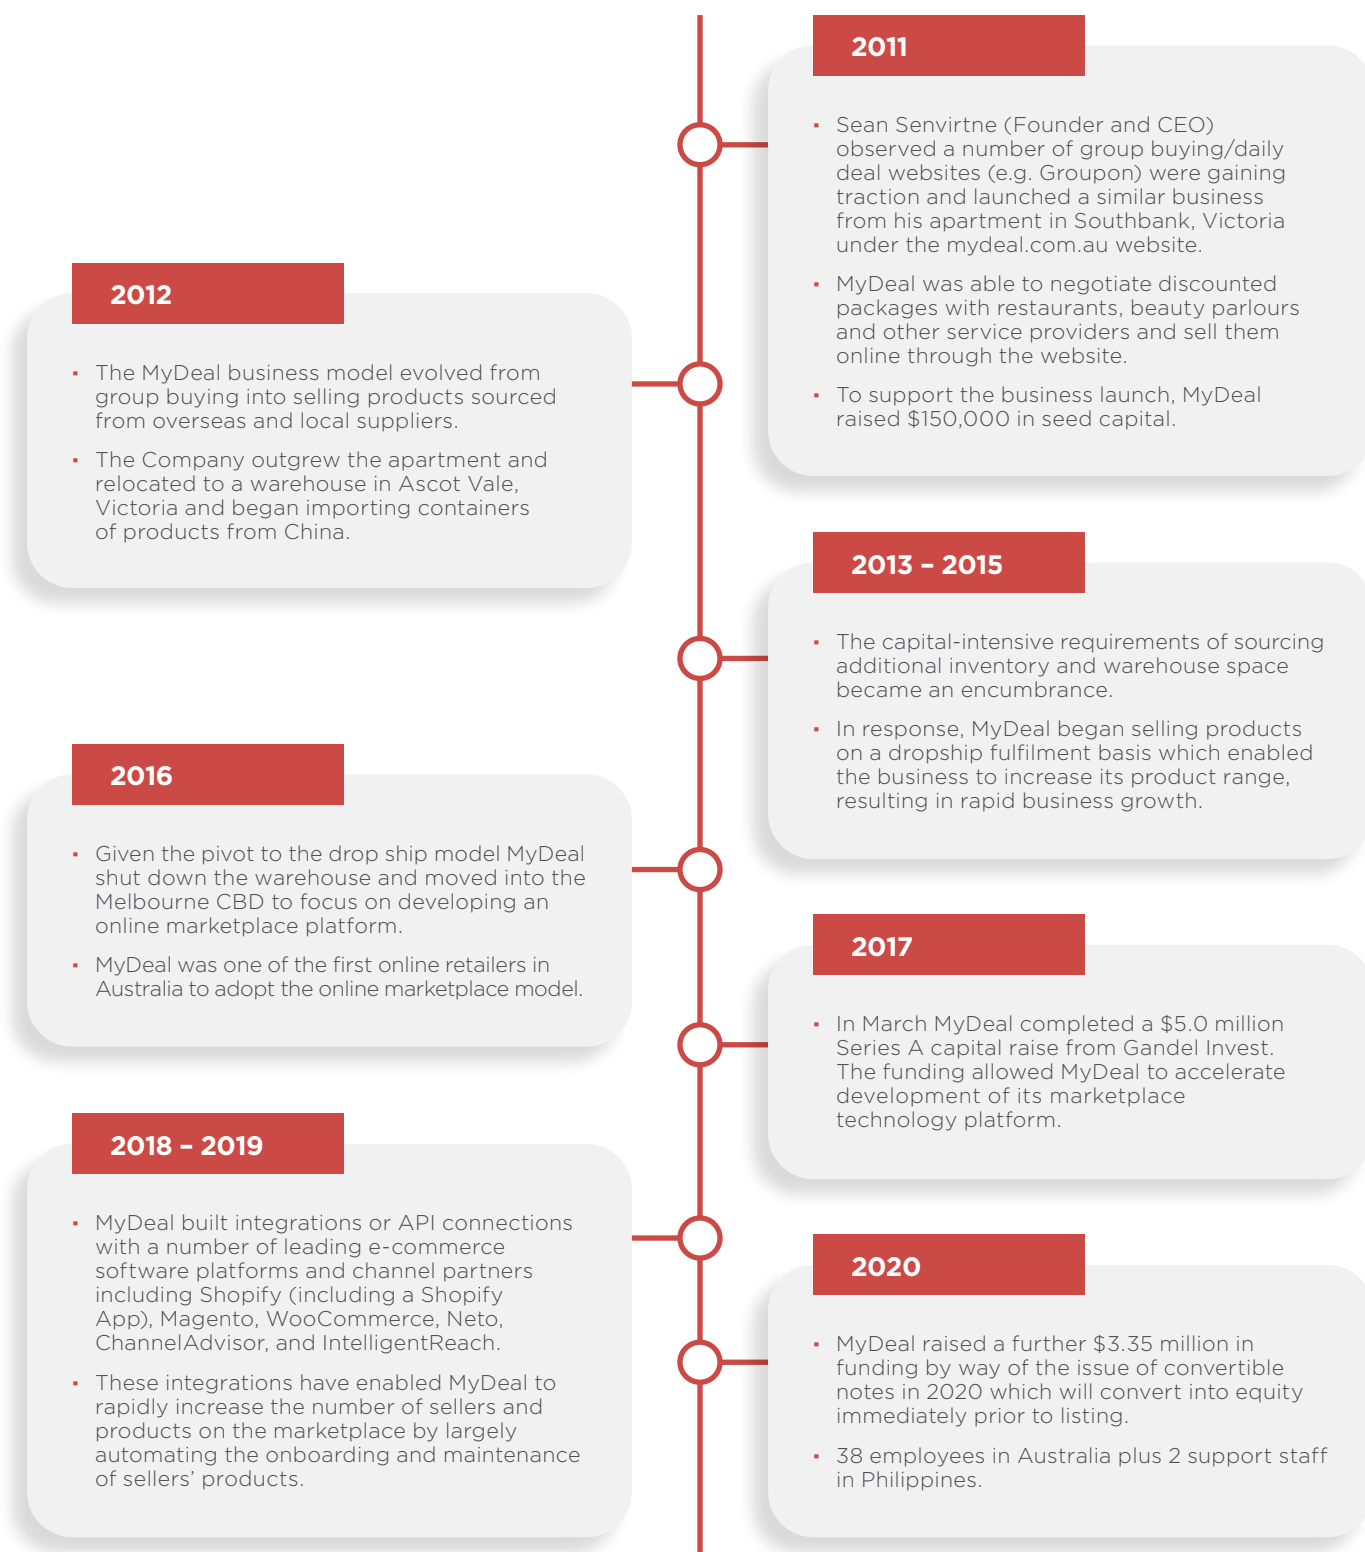 2011
▪ Sean Senvirtne (Founder and CEO)
observed a number of group buying/daily
deal websites (e.g. Groupon) were gaining
traction and launched a similar business
from his apartment in Southbank, Victoria
under the mydeal.com.au website.
▪ MyDeal was able to negotiate discounted
packages with restaurants, beauty parlours
and other service providers and sell them
online through the website.
▪ To support the business launch, MyDeal
raised $150,000 in seed capital.
2012
▪ The MyDeal business model evolved from
group buying into selling products sourced
from overseas and local suppliers.
▪ The Company outgrew the apartment and
relocated to a warehouse in Ascot Vale,
Victoria and began importing containers
of products from China.
2013 – 2015
▪ The capital-intensive requirements of sourcing
additional inventory and warehouse space
became an encumbrance.
▪ In response, MyDeal began selling products
on a dropship fulfilment basis which enabled
the business to increase its product range,
resulting in rapid business growth.
2016
▪ Given the pivot to the drop ship model MyDeal
shut down the warehouse and moved into the
Melbourne CBD to focus on developing an
online marketplace platform.
▪ MyDeal was one of the first online retailers in
Australia to adopt the online marketplace model.
2017
▪ In March MyDeal completed a $5.0 million
Series A capital raise from Gandel Invest.
The funding allowed MyDeal to accelerate
development of its marketplace
technology platform.
2018 – 2019
▪ MyDeal built integrations or API connections
with a number of leading e-commerce
software platforms and channel partners
including Shopify (including a Shopify
App), Magento, WooCommerce, Neto,
ChannelAdvisor, and IntelligentReach.
▪ These integrations have enabled MyDeal to
rapidly increase the number of sellers and
products on the marketplace by largely
automating the onboarding and maintenance
of sellers’ products.
2020
▪ MyDeal raised a further $3.35 million in
funding by way of the issue of convertible
notes in 2020 which will convert into equity
immediately prior to listing.
▪ 38 employees in Australia plus 2 support staff
in Philippines.